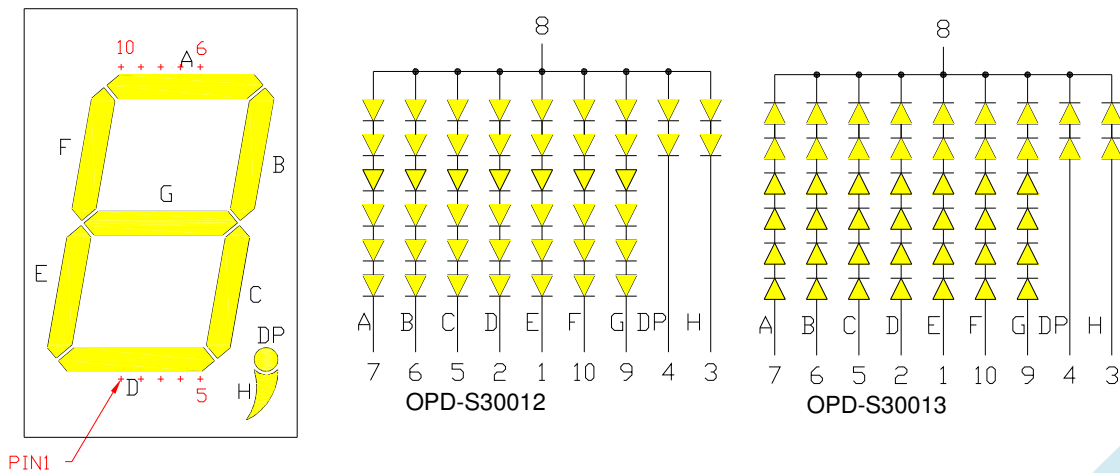 10 A 6
F
B
G
E
C
DP
H
D
5
PIN1
8
A B C D E F G DP H
7 6 5 2 1 10 9 4 3
OPD-S30012
8
A B C D E F G DP H
7 6 5 2 1 10 9 4 3
OPD-S30013